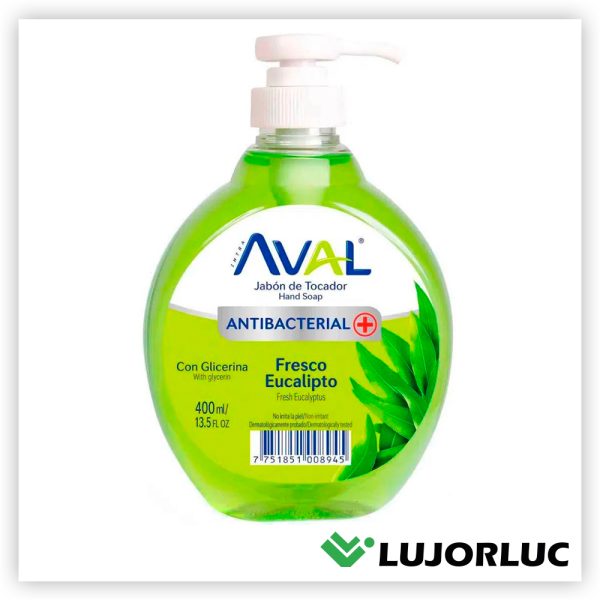 EMTRA
AVAL®
Jabón de Tocador
Hand Soap
ANTIBACTERIAL
Con Glicerina
With glycerin
Fresco
Eucalipto
Fresh Eucalyptus
400ml/
13.5 FL OZ
No irrita la piel/Non-irritant
Dermatológicamente probado/Dermatologically tested
7 751851 008945
LUJORLUC